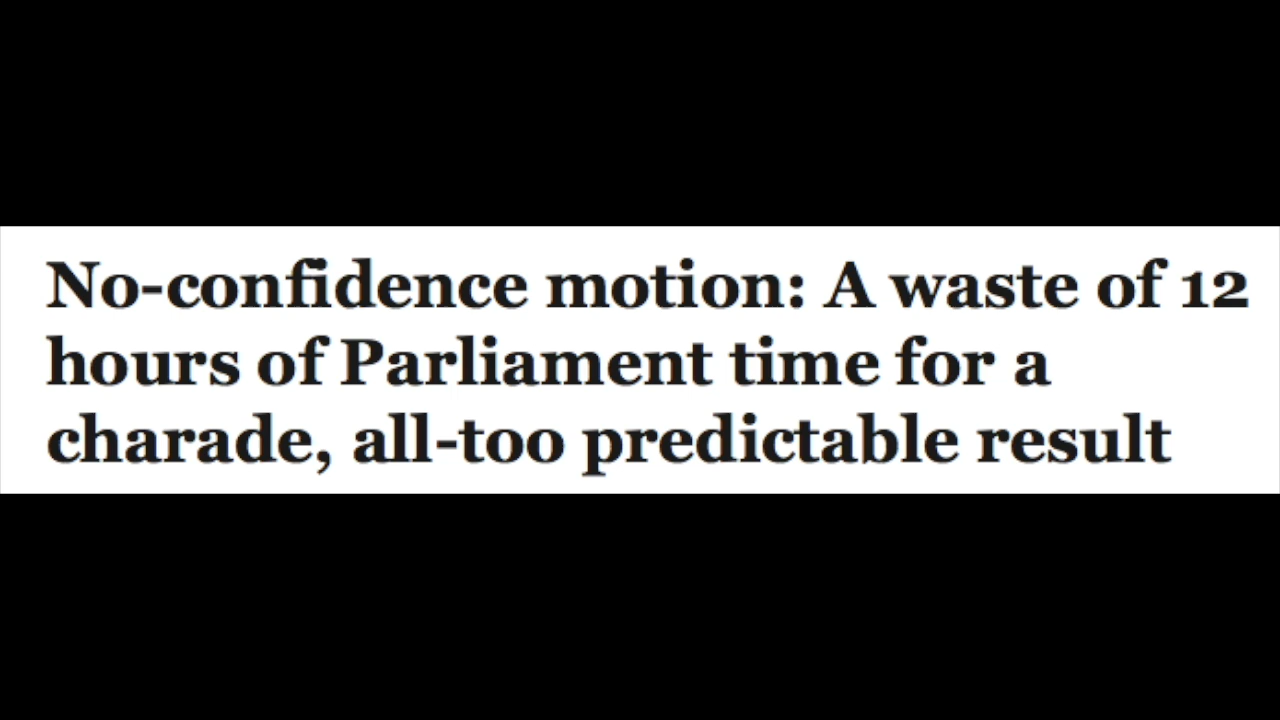 No-confidence motion: A waste of 12
hours of Parliament time for a
charade, all-too predictable result